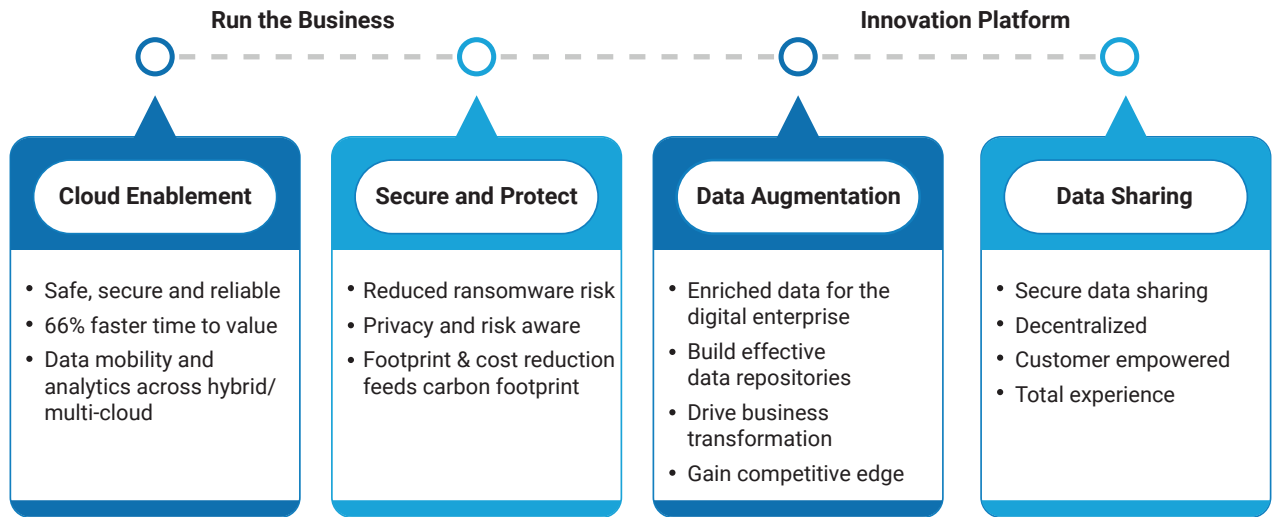 Run the Business
Innovation Platform
Cloud Enablement
• Safe, secure and reliable
• 66% faster time to value
• Data mobility and
analytics across hybrid/
multi-cloud
Secure and Protect
• Reduced ransomware risk
• Privacy and risk aware
• Footprint & cost reduction
feeds carbon footprint
Data Augmentation
• Enriched data for the
digital enterprise
• Build effective
data repositories
• Drive business
transformation
• Gain competitive edge
Data Sharing
• Secure data sharing
• Decentralized
• Customer empowered
• Total experience